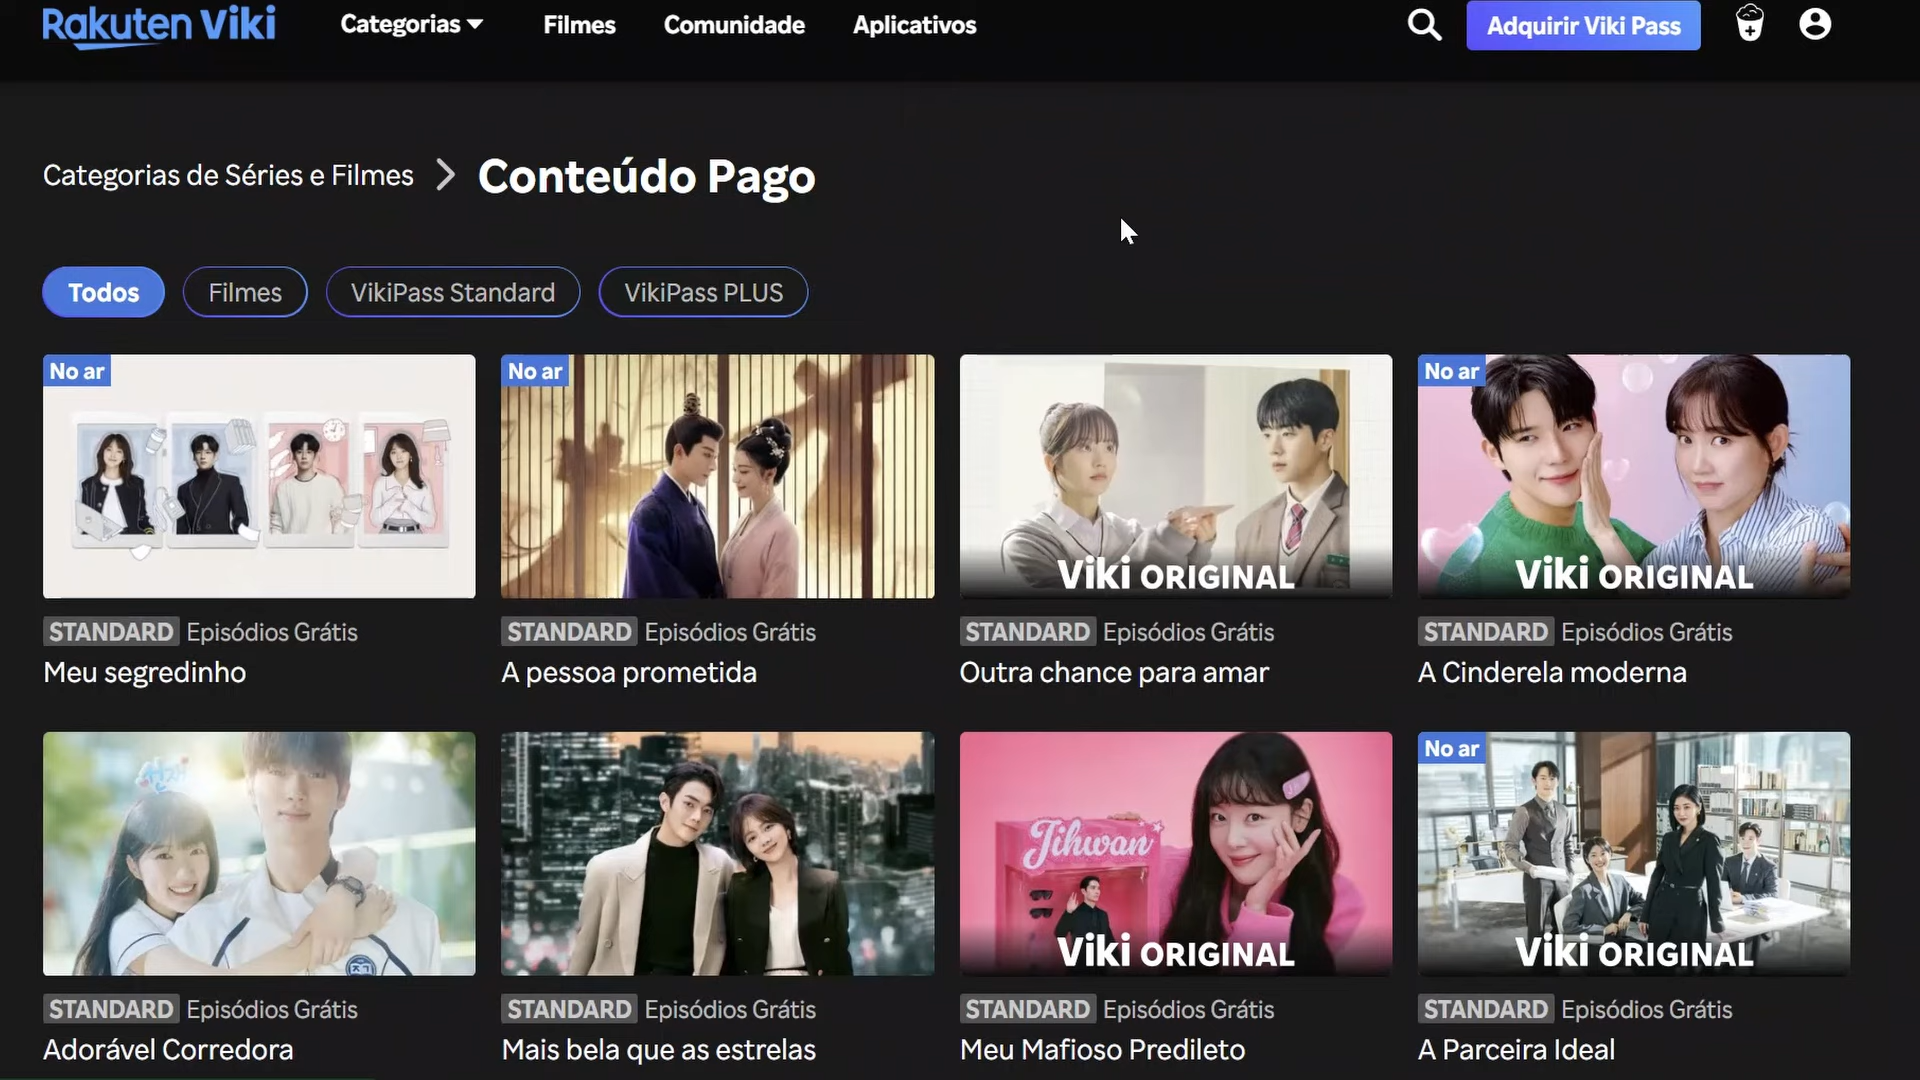 Rakuten Viki
Categorias
Filmes
Comunidade
Aplicativos
Adquirir Viki Pass
Categorias de Séries e Filmes
Conteúdo Pago
Todos
Filmes
VikiPass Standard
VikiPass PLUS
No ar
No ar
Viki ORIGINAL
No ar
Viki ORIGINAL
STANDARD Episódios Grátis
Meu segredinho
STANDARD Episódios Grátis
A pessoa prometida
STANDARD Episódios Grátis
Outra chance para amar
STANDARD Episódios Grátis
A Cinderela moderna
Jihwan
Viki ORIGINAL
No ar
Viki ORIGINAL
STANDARD Episódios Grátis
Adorável Corredora
STANDARD Episódios Grátis
Mais bela que as estrelas
STANDARD Episódios Grátis
Meu Mafioso Predileto
STANDARD Episódios Grátis
A Parceira Ideal